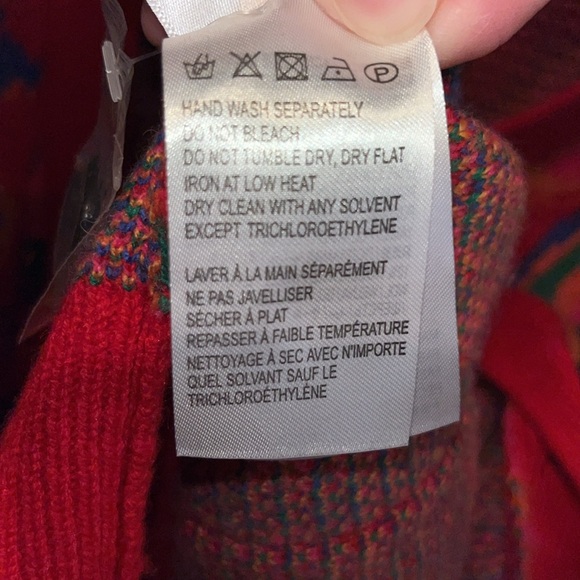 P
HAND WASH SEPARATELY
DO NOT BLEACH
DO NOT TUMBLE DRY, DRY FLAT
IRON AT LOW HEAT
DRY CLEAN WITH ANY SOLVENT
EXCEPT TRICHLOROETHYLENE
LAVER À LA MAIN SÉPARÉMENT
NE PAS JAVELLISER
SÉCHER À PLAT
REPASSER À FAIBLE TEMPÉRATURE
NETTOYAGE À SEC AVEC N'IMPORTE
QUEL SOLVANT SAUF LE
TRICHLOROÉTHYLÈNE